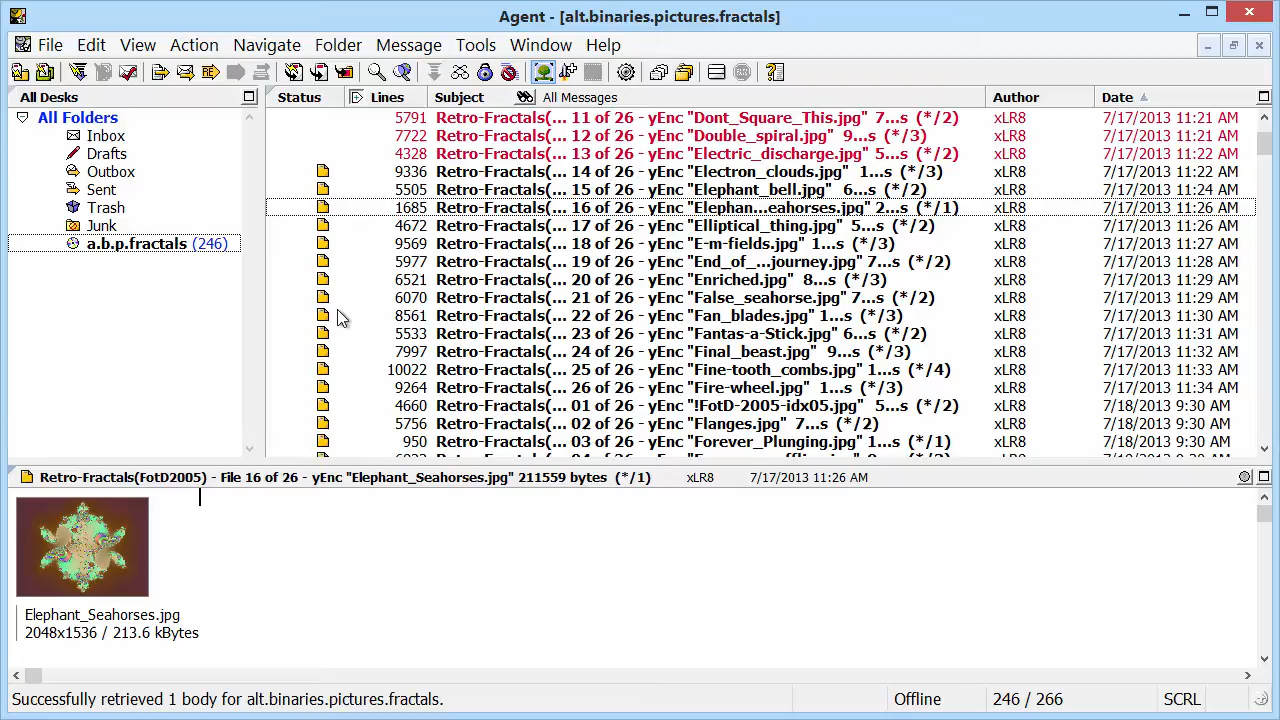 Agent - [alt.binaries.pictures.fractals]
File Edit View Action Navigate Folder Message Tools Window Help
All Desks
Status Lines Subject All Messages Author Date
All Folders
Inbox
Drafts
Outbox
Sent
Trash
Junk
a.b.p.fractals (246)
5791 Retro-Fractals(... 11 of 26 - yEnc "Dont_Square_This.jpg" 7...s (*/2) xLR8 7/17/2013 11:21 AM
7722 Retro-Fractals(... 12 of 26 - yEnc "Double_spiral.jpg" 9...s (*/3) xLR8 7/17/2013 11:21 AM
4328 Retro-Fractals(... 13 of 26 - yEnc "Electric_discharge.jpg" 5...s (*/2) xLR8 7/17/2013 11:22 AM
9336 Retro-Fractals(... 14 of 26 - yEnc "Electron_clouds.jpg" 1...s (*/3) xLR8 7/17/2013 11:22 AM
5505 Retro-Fractals(... 15 of 26 - yEnc "Elephant_bell.jpg" 6...s (*/2) xLR8 7/17/2013 11:24 AM
1685 Retro-Fractals(... 16 of 26 - yEnc "Elephan...eahorses.jpg" 2...s (*/1) xLR8 7/17/2013 11:26 AM
4672 Retro-Fractals(... 17 of 26 - yEnc "Elliptical_thing.jpg" 5...s (*/2) xLR8 7/17/2013 11:26 AM
9569 Retro-Fractals(... 18 of 26 - yEnc "E-m-fields.jpg" 1...s (*/3) xLR8 7/17/2013 11:27 AM
5977 Retro-Fractals(... 19 of 26 - yEnc "End_of_...journey.jpg" 7...s (*/2) xLR8 7/17/2013 11:28 AM
6521 Retro-Fractals(... 20 of 26 - yEnc "Enriched.jpg" 8...s (*/3) xLR8 7/17/2013 11:29 AM
6070 Retro-Fractals(... 21 of 26 - yEnc "False_seahorse.jpg" 7...s (*/2) xLR8 7/17/2013 11:29 AM
8561 Retro-Fractals(... 22 of 26 - yEnc "Fan_blades.jpg" 1...s (*/3) xLR8 7/17/2013 11:30 AM
5533 Retro-Fractals(... 23 of 26 - yEnc "Fantas-a-Stick.jpg" 6...s (*/2) xLR8 7/17/2013 11:31 AM
7997 Retro-Fractals(... 24 of 26 - yEnc "Final_beast.jpg" 9...s (*/3) xLR8 7/17/2013 11:32 AM
10022 Retro-Fractals(... 25 of 26 - yEnc "Fine-tooth_combs.jpg" 1...s (*/4) xLR8 7/17/2013 11:33 AM
9264 Retro-Fractals(... 26 of 26 - yEnc "Fire-wheel.jpg" 1...s (*/3) xLR8 7/17/2013 11:34 AM
4660 Retro-Fractals(... 01 of 26 - yEnc "!FotD-2005-idx05.jpg" 5...s (*/2) xLR8 7/18/2013 9:30 AM
5756 Retro-Fractals(... 02 of 26 - yEnc "Flanges.jpg" 7...s (*/2) xLR8 7/18/2013 9:30 AM
950 Retro-Fractals(... 03 of 26 - yEnc "Forever_Plunging.jpg" 1...s (*/1) xLR8 7/18/2013 9:30 AM
Retro-Fractals(FotD2005) - File 16 of 26 - yEnc "Elephant_Seahorses.jpg" 211559 bytes (*/1) xLR8 7/17/2013 11:26 AM
Elephant_Seahorses.jpg
2048x1536 / 213.6 kBytes
Successfully retrieved 1 body for alt.binaries.pictures.fractals. Offline 246 / 266 SCRL